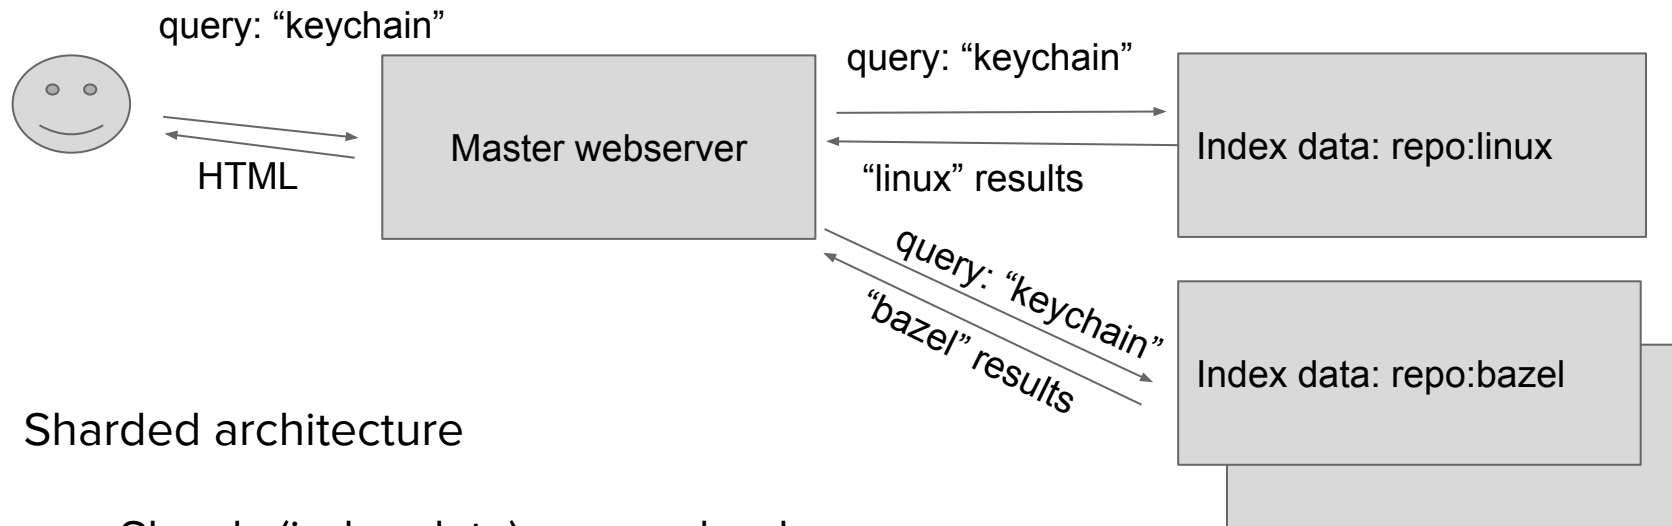 query: “keychain”
query: “keychain”
Master webserver
Index data: repo:linux
HTML
“linux” results
query: “keychain”
“bazel” results
Index data: repo:bazel
Sharded architecture